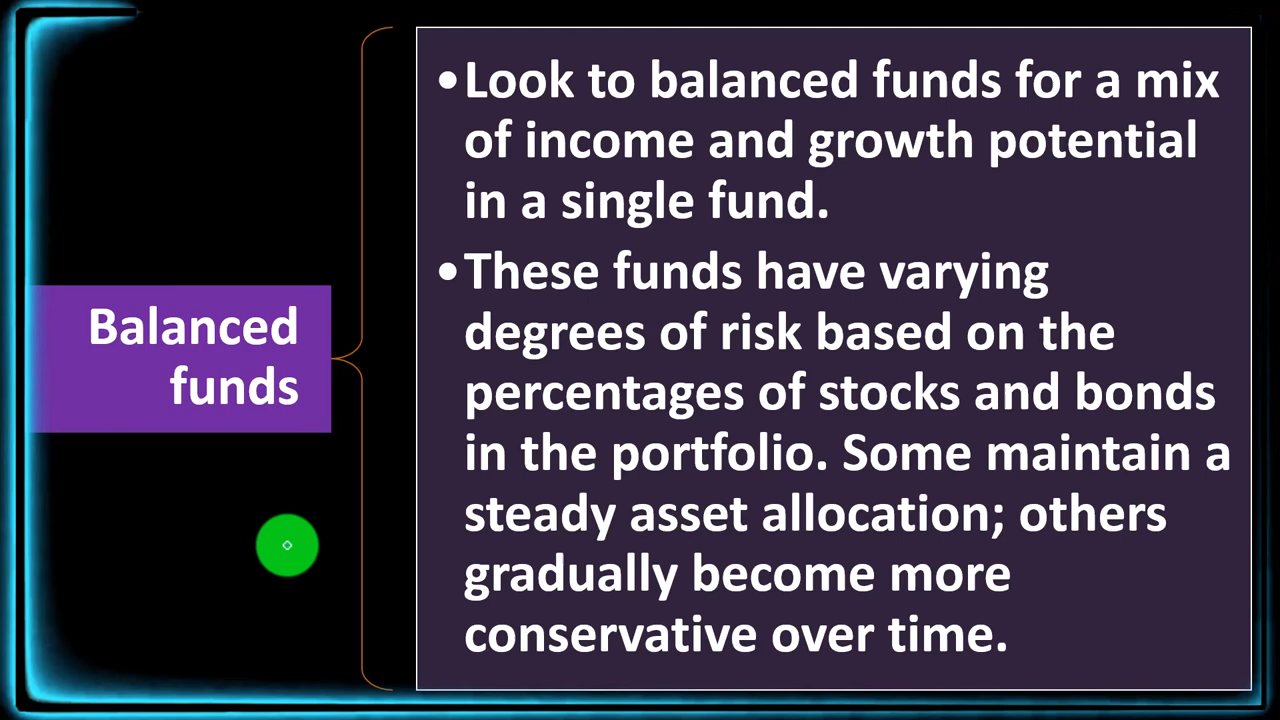 Balanced
funds
•Look to balanced funds for a mix
of income and growth potential
in a single fund.
•These funds have varying
degrees of risk based on the
percentages of stocks and bonds
in the portfolio. Some maintain a
steady asset allocation; others
gradually become more
conservative over time.